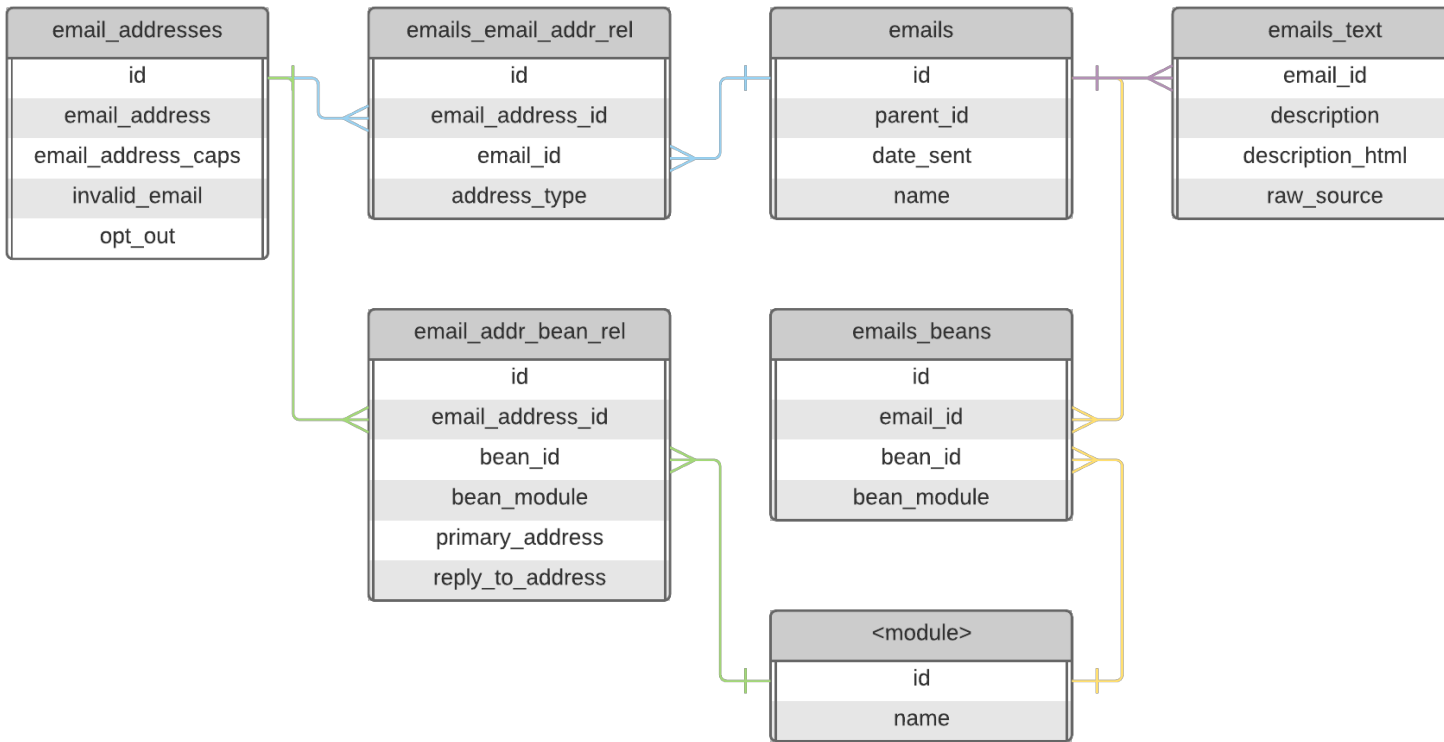 email_addresses
id
email_address
email_address_caps
invalid_email
opt_out
emails_email_addr_rel
id
email_address_id
email_id
address_type
emails
id
parent_id
date_sent
name
emails_text
email_id
description
description_html
raw_source
email_addr_bean_rel
id
email_address_id
bean_id
bean_module
primary_address
reply_to_address
emails_beans
id
email_id
bean_id
bean_module
<module>
id
name